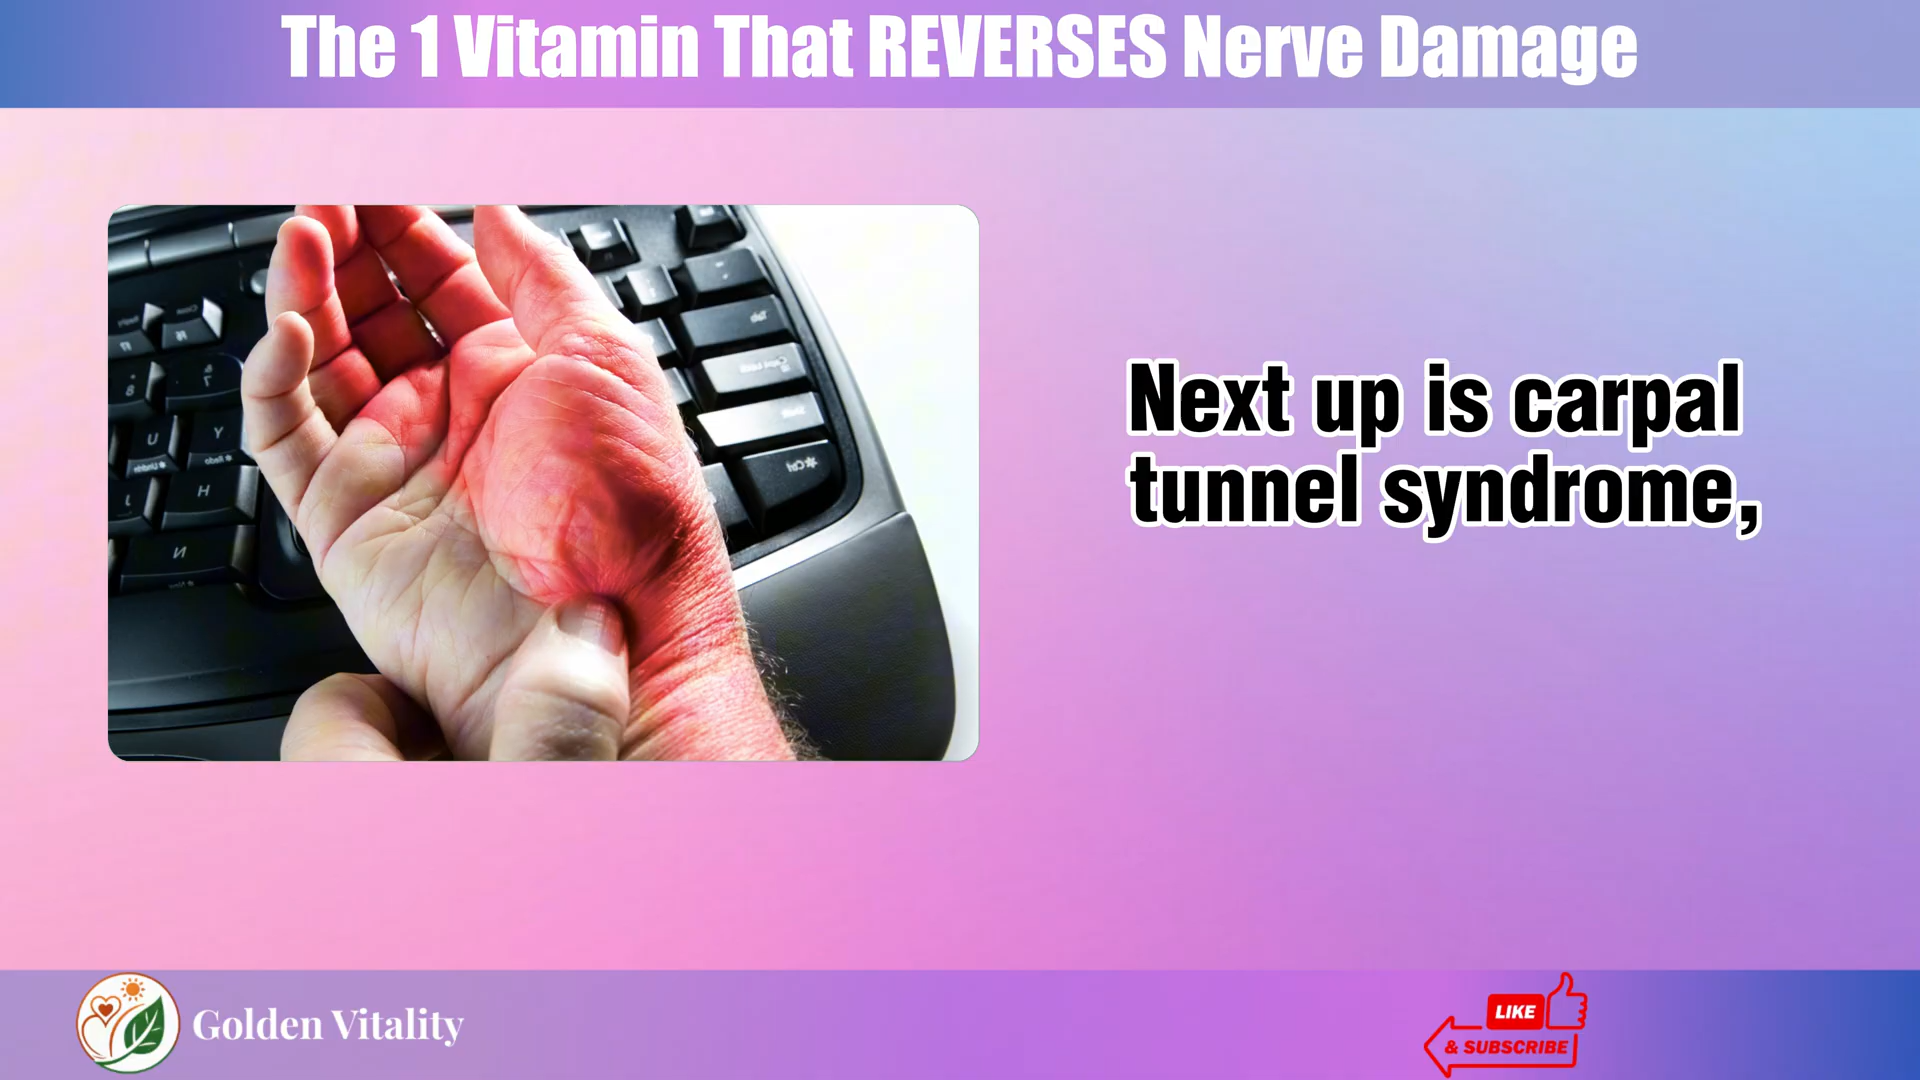 The 1 Vitamin That REVERSES Nerve Damage
Next up is carpal
tunnel syndrome,
Golden Vitality
LIKE
& SUBSCRIBE